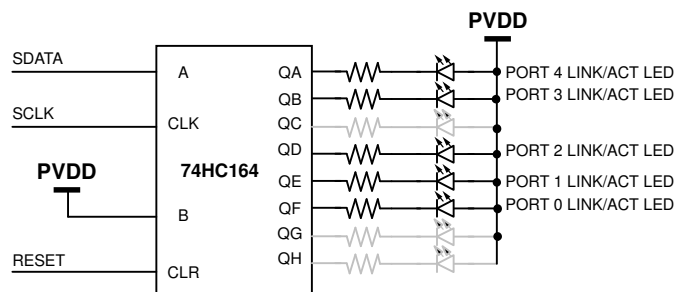 PVDD
SDATA
A
QA
PORT 4 LINK/ACT LED
QB
PORT 3 LINK/ACT LED
SCLK
CLK
QC
QD
PORT 2 LINK/ACT LED
74HC164
PVDD
QE
PORT 1 LINK/ACT LED
B
QF
PORT 0 LINK/ACT LED
QG
RESET
CLR
QH